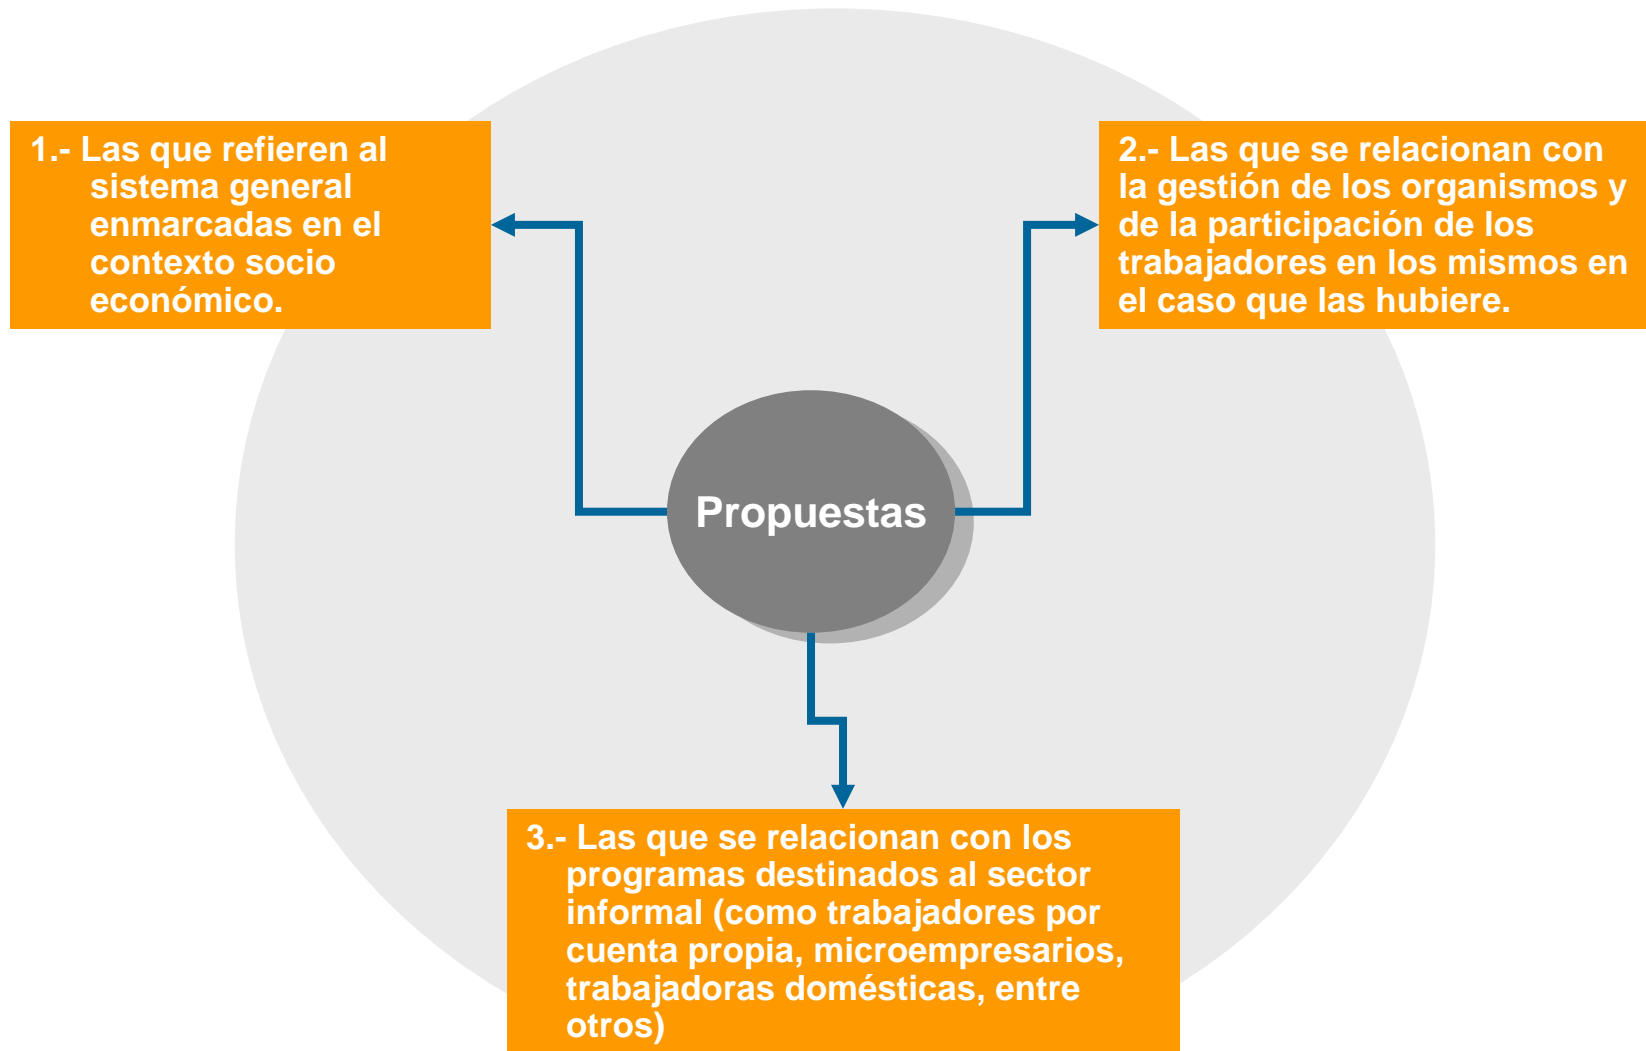 1.- Las que refieren al
sistema general
enmarcadas en el
contexto socio
económico.
2.- Las que se relacionan con
la gestión de los organismos y
de la participación de los
trabajadores en los mismos en
el caso que las hubiere.
Propuestas
3.- Las que se relacionan con los
programas destinados al sector
informal (como trabajadores por
cuenta propia, microempresarios,
trabajadoras domésticas, entre
otros)